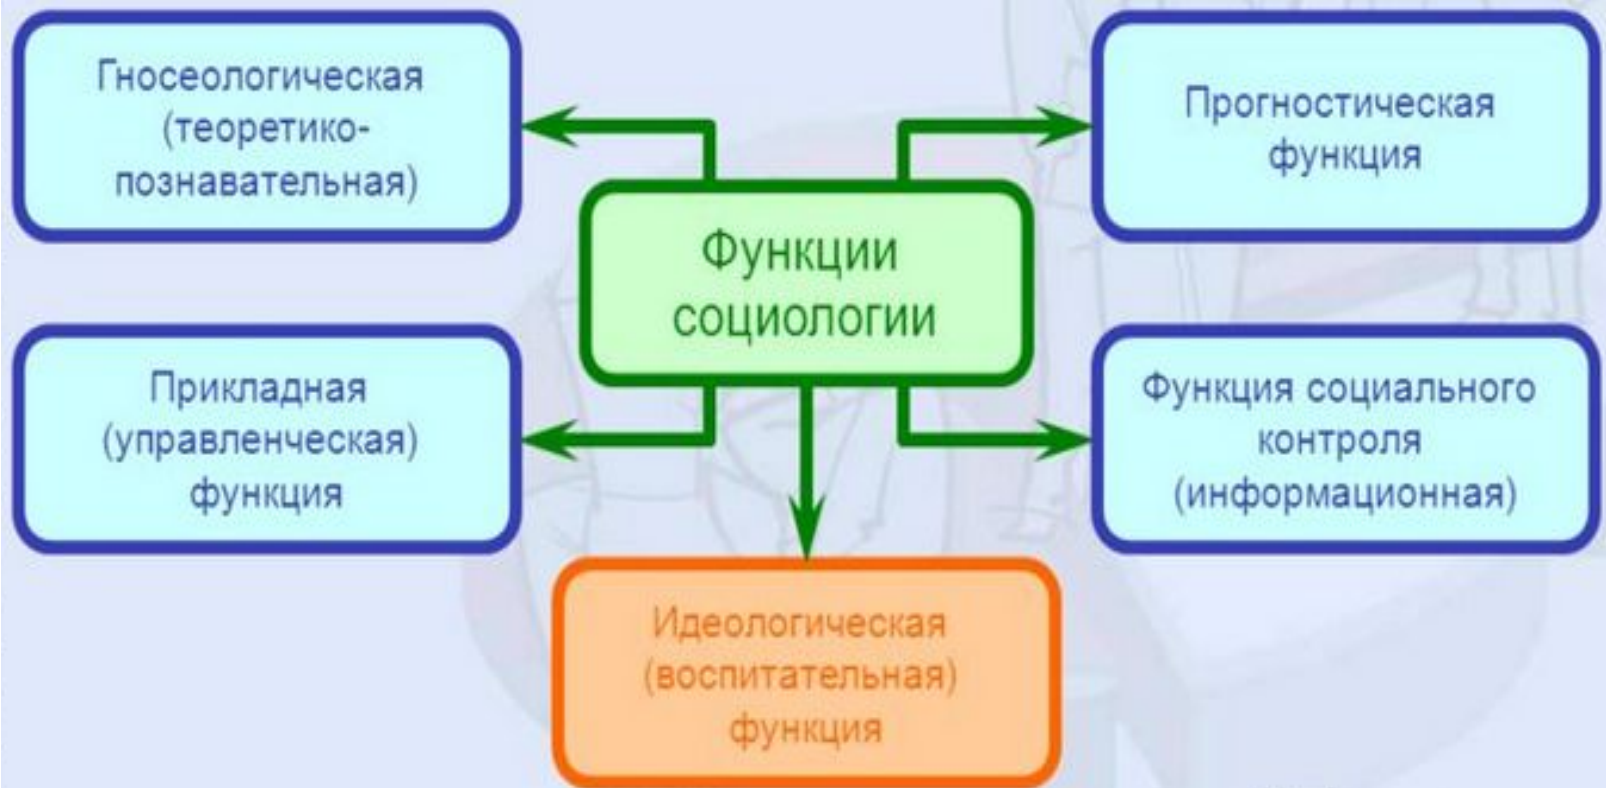 Гносеологическая
(теоретико-
познавательная)
Прогностическая
функция
Функции
социологии
Прикладная
(управленческая)
функция
Функция социального
контроля
(информационная)
Идеологическая
(воспитательная)
функция